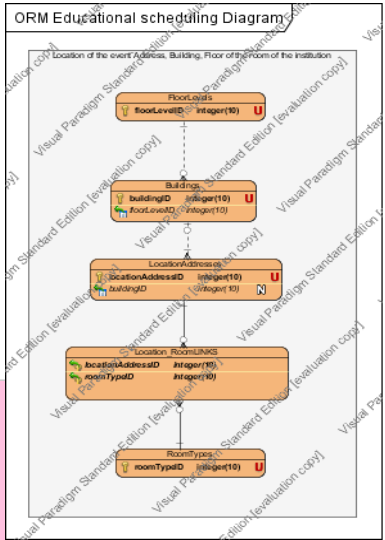 ORM Educational scheduling Diagram
Location of the event Address, Building, Floor of the room of the institution
FloorLevels
floorLevelID integer(10) U
Buildings
buildingID integer(10) U
floorLevelID integer(10)
LocationAddresses
locationAddressID integer(10) U
buildingID integer(10) N
Location_RoomLINKS
locationAddressID integer(10)
roomTypeID integer(10)
RoomTypes
roomTypeID integer(10) U
Visual Paradigm Standard Edition [evaluation copy]